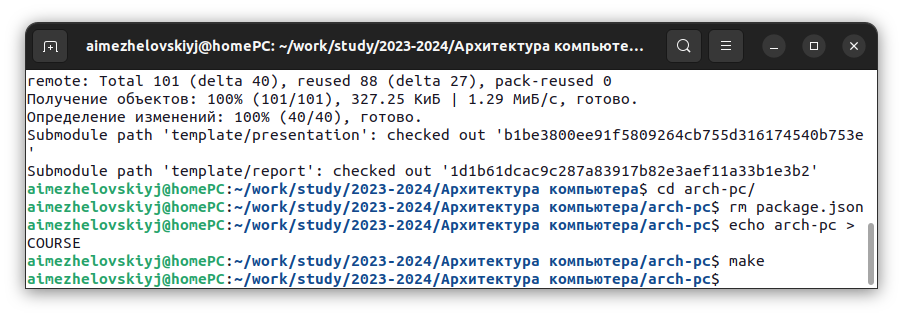 aimezhelovskiyj@homePC: ~/work/study/2023-2024/Архитектура компьюте…
remote: Total 101 (delta 40), reused 88 (delta 27), pack-reused 0
Получение объектов: 100% (101/101), 327.25 КиБ | 1.29 МиБ/с, готово.
Определение изменений: 100% (40/40), готово.
Submodule path 'template/presentation': checked out 'b1be3800ee91f5809264cb755d316174540b753e
'
Submodule path 'template/report': checked out '1d1b61dcac9c287a83917b82e3aef11a33b1e3b2'
aimezhelovskiyj@homePC:~/work/study/2023-2024/Архитектура компьютера$ cd arch-pc/
aimezhelovskiyj@homePC:~/work/study/2023-2024/Архитектура компьютера/arch-pc$ rm package.json
aimezhelovskiyj@homePC:~/work/study/2023-2024/Архитектура компьютера/arch-pc$ echo arch-pc >
COURSE
aimezhelovskiyj@homePC:~/work/study/2023-2024/Архитектура компьютера/arch-pc$ make
aimezhelovskiyj@homePC:~/work/study/2023-2024/Архитектура компьютера/arch-pc$